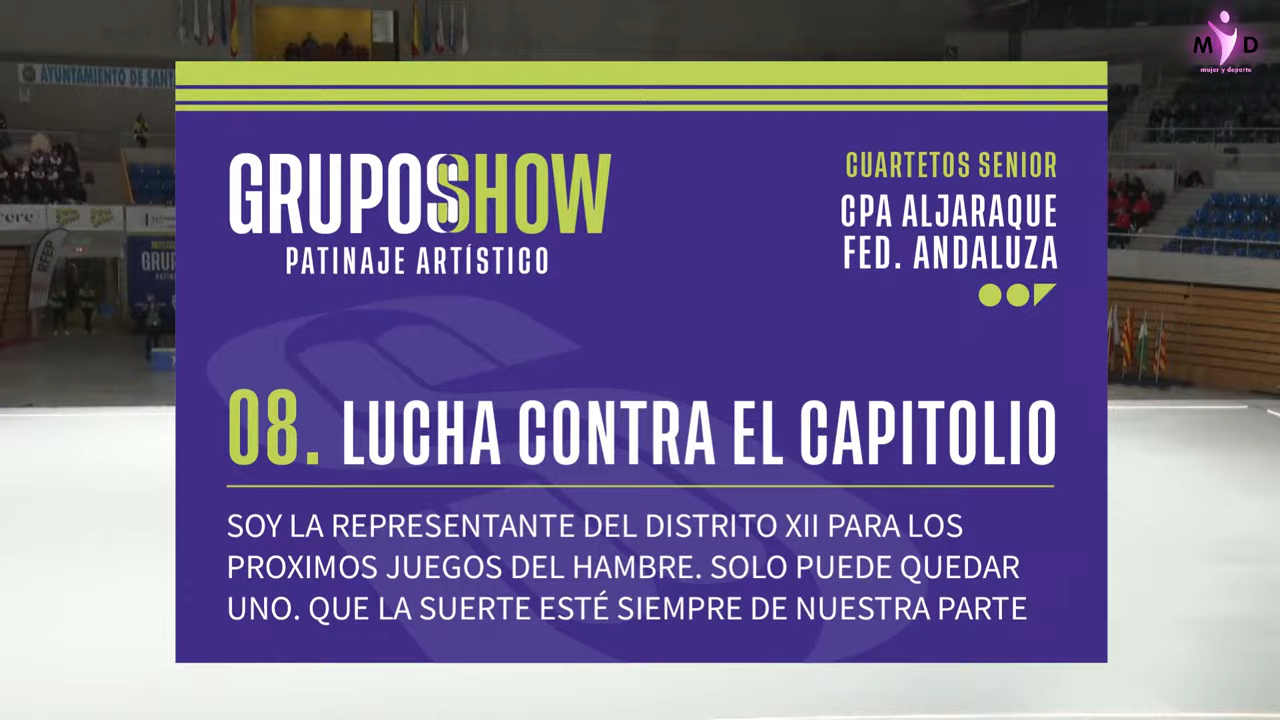 M D
mujer y deporte
AYUNTAMIENTO DE SANT
GRUPOSSHOW
PATINAJE ARTÍSTICO
CUARTETOS SENIOR
CPA ALJARAQUE
FED. ANDALUZA
RFEP
08. LUCHA CONTRA EL CAPITOLIO
SOY LA REPRESENTANTE DEL DISTRITO XII PARA LOS
PROXIMOS JUEGOS DEL HAMBRE. SOLO PUEDE QUEDAR
UNO. QUE LA SUERTE ESTÉ SIEMPRE DE NUESTRA PARTE